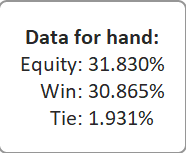 Data for hand:
Equity: 31.830%
Win: 30.865%
Tie: 1.931%